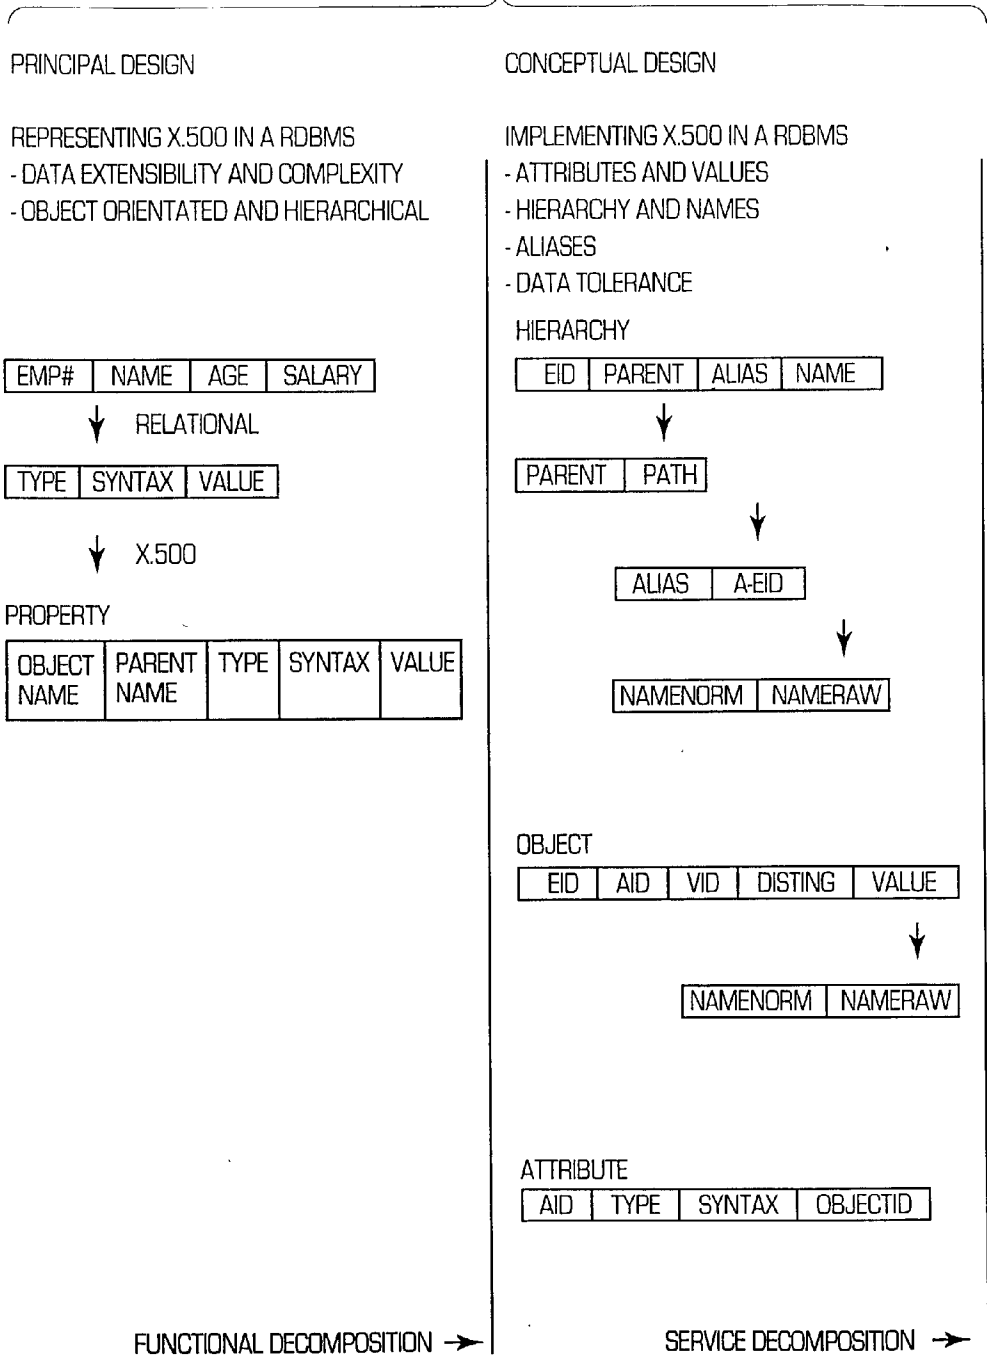 PRINCIPAL DESIGN
REPRESENTING X.500 IN A RDBMS
- DATA EXTENSIBILITY AND COMPLEXITY
- OBJECT ORIENTATED AND HIERARCHICAL
EMP# NAME AGE SALARY
RELATIONAL
TYPE SYNTAX VALUE
X.500
PROPERTY
OBJECT NAME PARENT NAME TYPE SYNTAX VALUE
FUNCTIONAL DECOMPOSITION
CONCEPTUAL DESIGN
IMPLEMENTING X.500 IN A RDBMS
- ATTRIBUTES AND VALUES
- HIERARCHY AND NAMES
- ALIASES
- DATA TOLERANCE
HIERARCHY
EID PARENT ALIAS NAME
PARENT PATH
ALIAS A-EID
NAMENORM NAMERAW
OBJECT
EID AID VID DISTING VALUE
NAMENORM NAMERAW
ATTRIBUTE
AID TYPE SYNTAX OBJECTID
SERVICE DECOMPOSITION